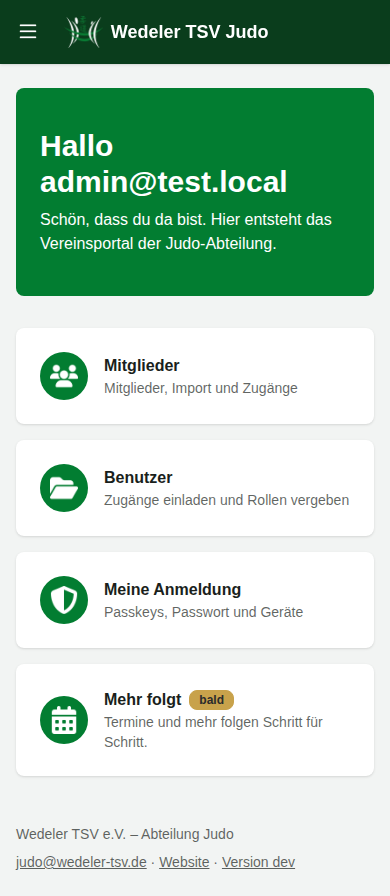 Wedeler TSV Judo
Hallo
admin@test.local
Schön, dass du da bist. Hier entsteht das
Vereinsportal der Judo-Abteilung.
Mitglieder
Mitglieder, Import und Zugänge
Benutzer
Zugänge einladen und Rollen vergeben
Meine Anmeldung
Passkeys, Passwort und Geräte
Mehr folgt bald
Termine und mehr folgen Schritt für
Schritt.
Wedeler TSV e.V. – Abteilung Judo
judo@wedeler-tsv.de · Website · Version dev